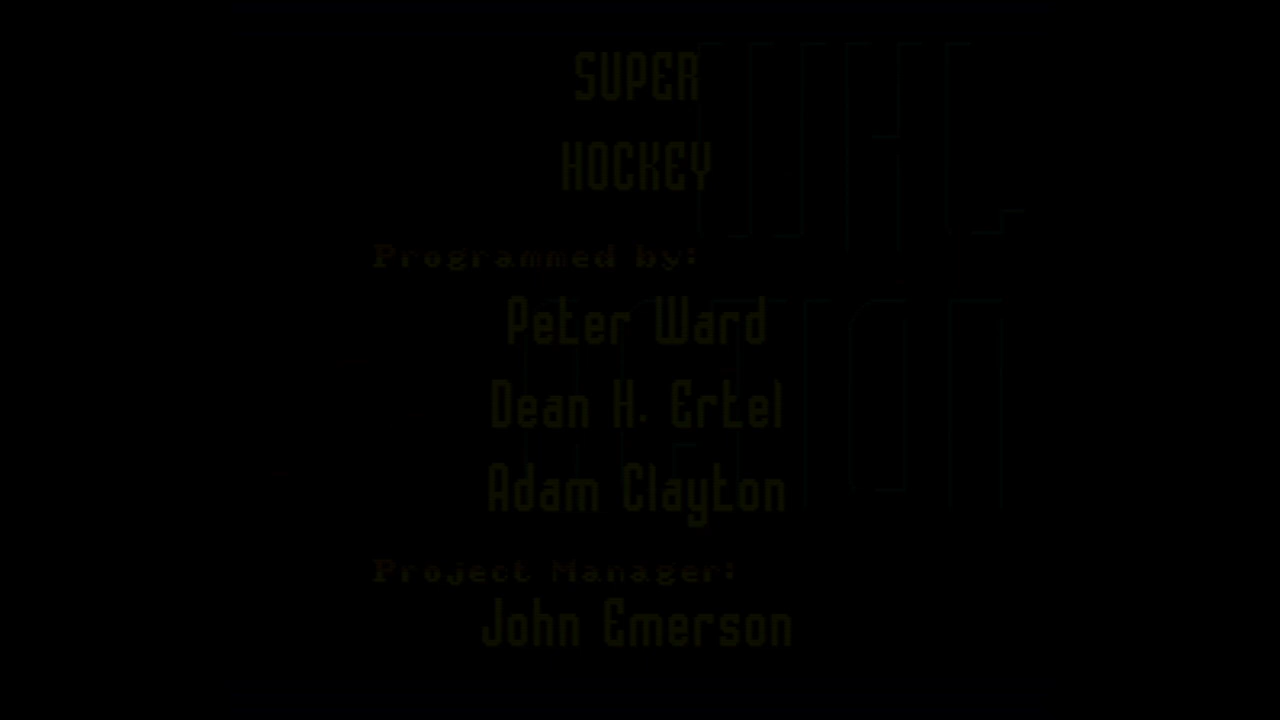 SUPER
HOCKEY
Programmed by:
Peter Ward
Dean H. Ertel
Adam Clayton
Project Manager:
John Emerson